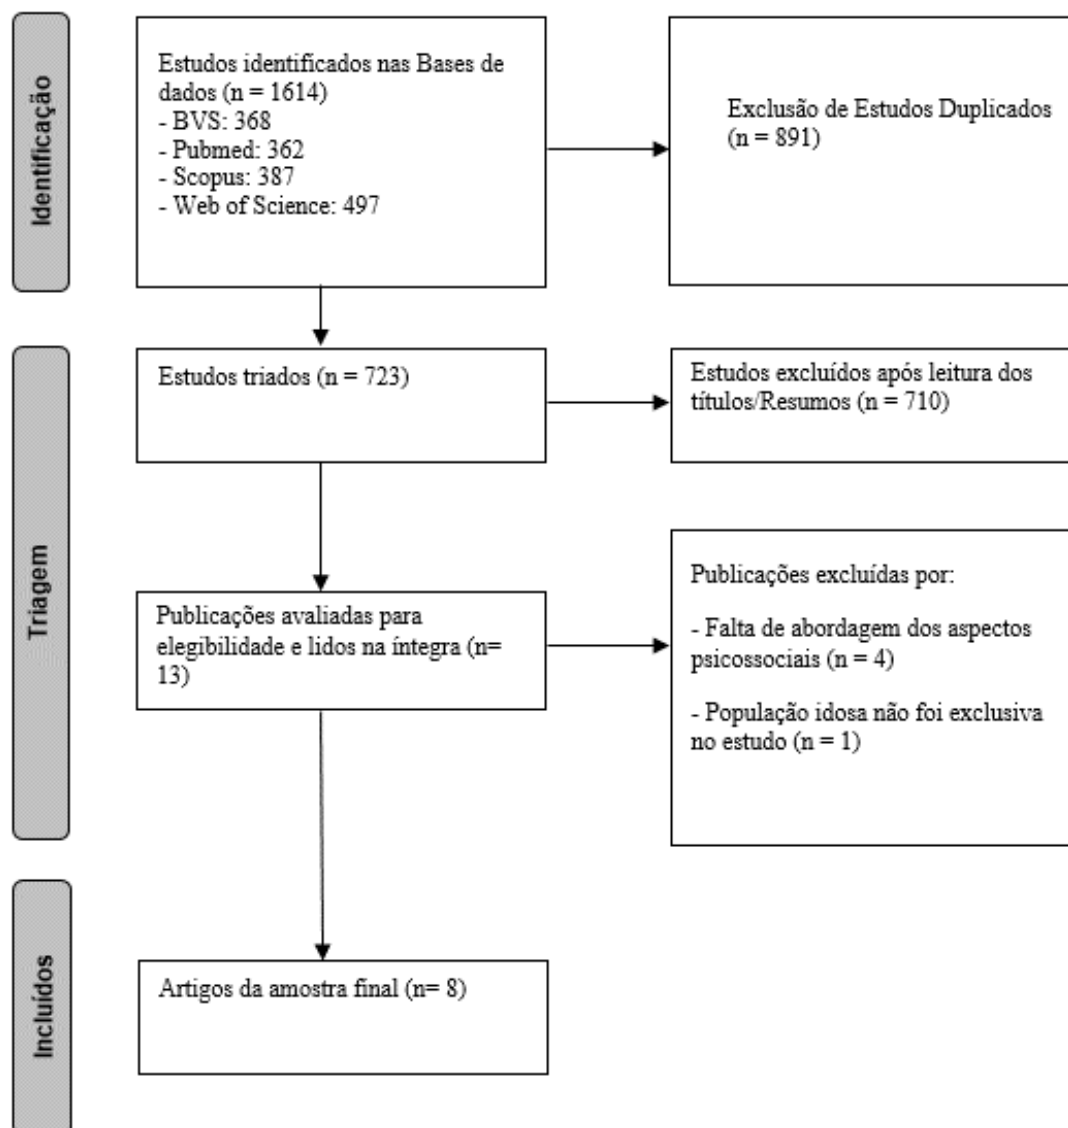 Identificação
Estudos identificados nas Bases de
dados (n = 1614)
- BVS: 368
- Pubmed: 362
- Scopus: 387
- Web of Science: 497
Exclusão de Estudos Duplicados
(n = 891)
Triagem
Estudos triados (n = 723)
Estudos excluídos após leitura dos
títulos/Resumos (n = 710)
Publicações avaliadas para
elegibilidade e lidos na íntegra (n=
13)
Publicações excluídas por:
- Falta de abordagem dos aspectos
psicossociais (n = 4)
- População idosa não foi exclusiva
no estudo (n = 1)
Incluídos
Artigos da amostra final (n= 8)